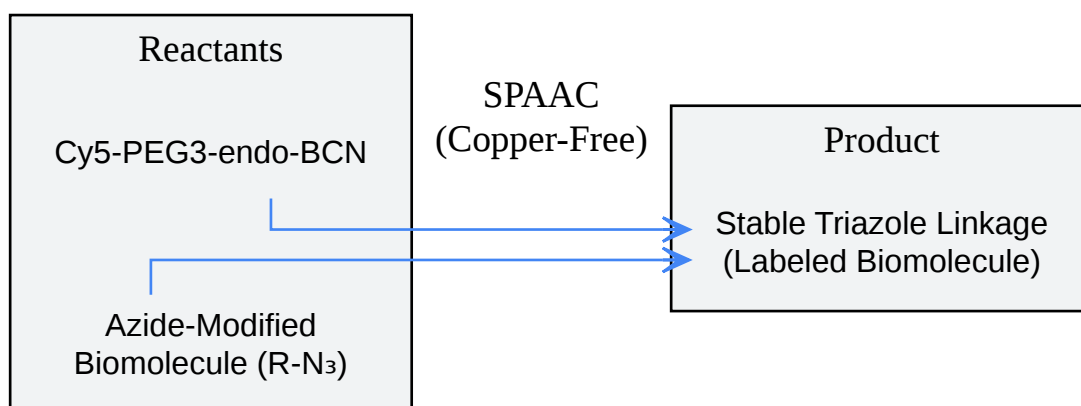 Reactants
Cy5-PEG3-endo-BCN
Azide-Modified
Biomolecule (R-N₃)
SPAAC
(Copper-Free)
Product
Stable Triazole Linkage
(Labeled Biomolecule)